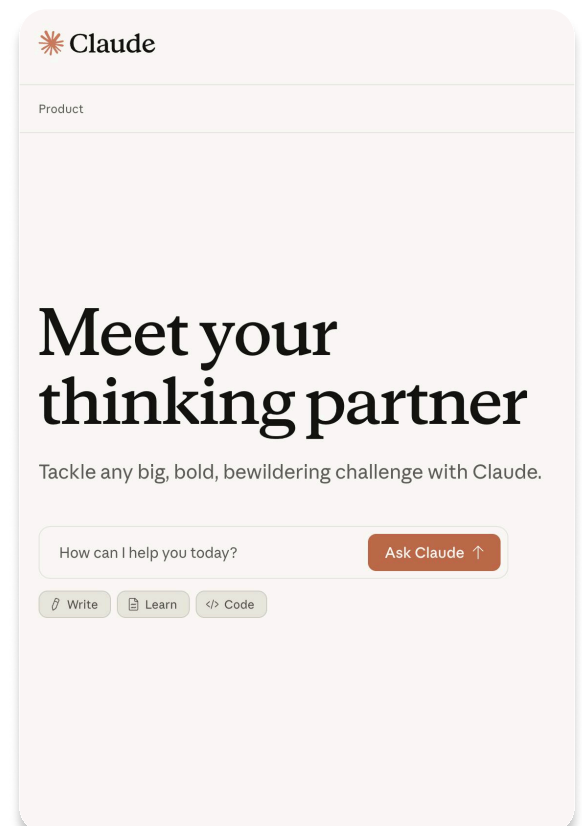 Claude
Product
Meet your
thinking partner
Tackle any big, bold, bewildering challenge with Claude.
How can I help you today?
Ask Claude ↑
Write
Learn
</> Code